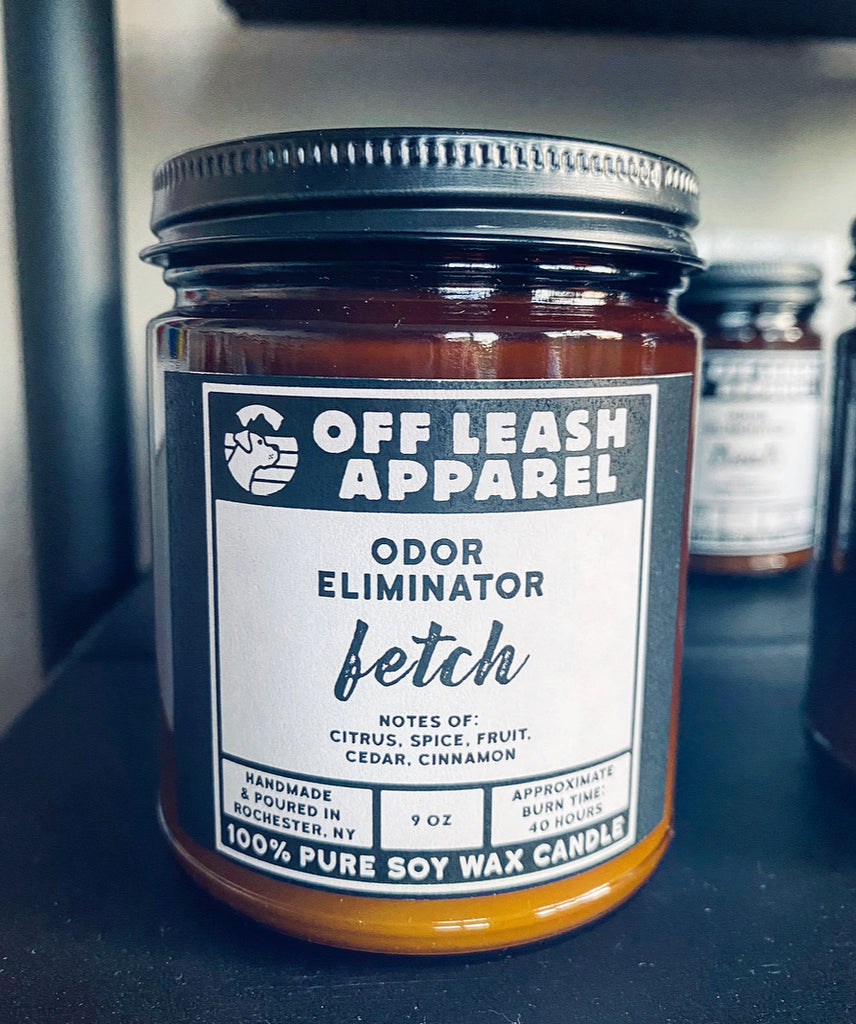 OFF LEASH
APPAREL
ODOR
ELIMINATOR
fetch
NOTES OF:
CITRUS, SPICE, FRUIT,
CEDAR, CINNAMON
HANDMADE
& POURED IN
ROCHESTER, NY
9 OZ
APPROXIMATE
BURN TIME:
40 HOURS
100% PURE SOY WAX CANDLE